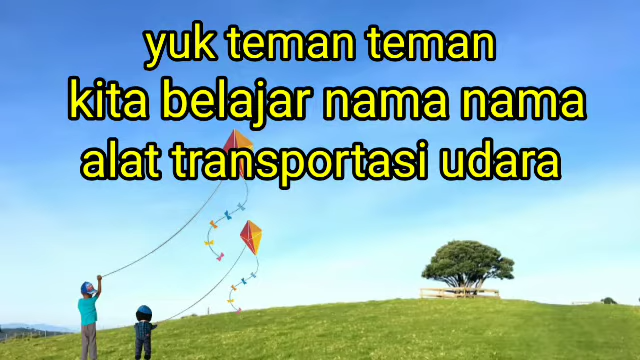 yuk teman teman
kita belajar nama nama
alat transportasi udara